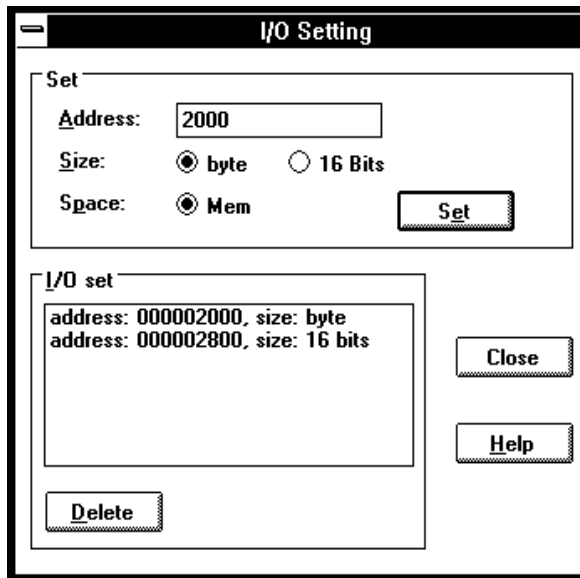 I/O Setting
Set
Address: 2000
Size: byte 16 Bits
Space: Mem
Set
I/O set
address: 000002000, size: byte
address: 000002800, size: 16 bits
Close
Help
Delete